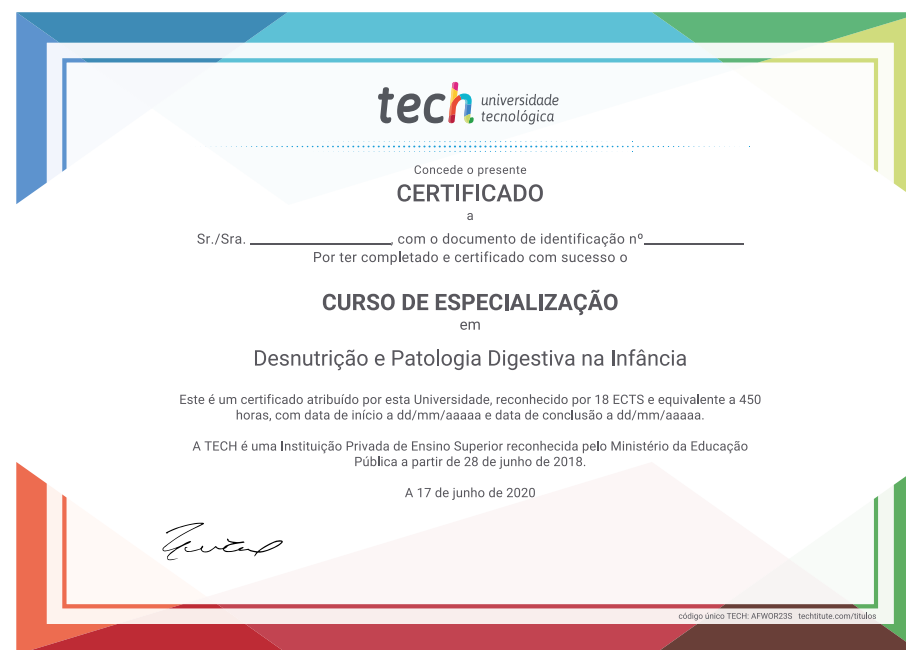 tech universidade
tecnológica
Concede o presente
CERTIFICADO
a
Sr./Sra. ________________, com o documento de identificação nº____________
Por ter completado e certificado com sucesso o
CURSO DE ESPECIALIZAÇÃO
em
Desnutrição e Patologia Digestiva na Infância
Este é um certificado atribuído por esta Universidade, reconhecido por 18 ECTS e equivalente a 450
horas, com data de início a dd/mm/aaaaa e data de conclusão a dd/mm/aaaaa.
A TECH é uma Instituição Privada de Ensino Superior reconhecida pelo Ministério da Educação
Pública a partir de 28 de junho de 2018.
A 17 de junho de 2020
código único TECH: AFWOR23S techtitute.com/titulos